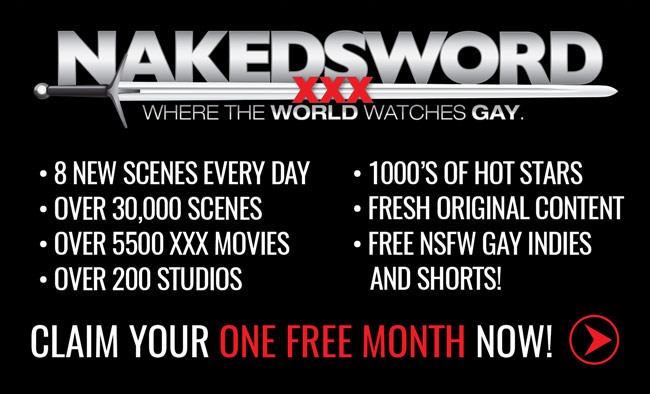 NAKEDSWORD
XXX
WHERE THE WORLD WATCHES GAY.
• 8 NEW SCENES EVERY DAY
• OVER 30,000 SCENES
• OVER 5500 XXX MOVIES
• OVER 200 STUDIOS
• 1000'S OF HOT STARS
• FRESH ORIGINAL CONTENT
• FREE NSFW GAY INDIES
AND SHORTS!
CLAIM YOUR ONE FREE MONTH NOW!